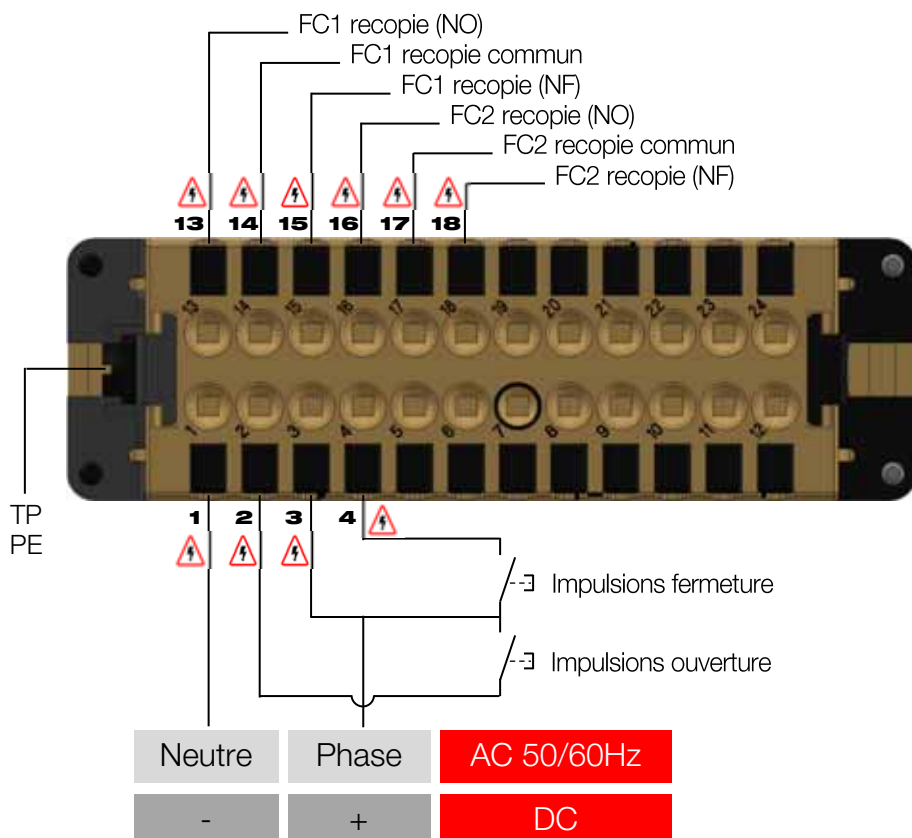 FC1 recopie (NO)
FC1 recopie commun
FC1 recopie (NF)
FC2 recopie (NO)
FC2 recopie commun
FC2 recopie (NF)
13 14 15 16 17 18
13 14 15 16 17 18 19 20 21 22 23 24
1 2 3 4 5 6 7 8 9 10 11 12
TP
PE
1 2 3 4
Impulsions fermeture
Impulsions ouverture
Neutre Phase AC 50/60Hz
- + DC